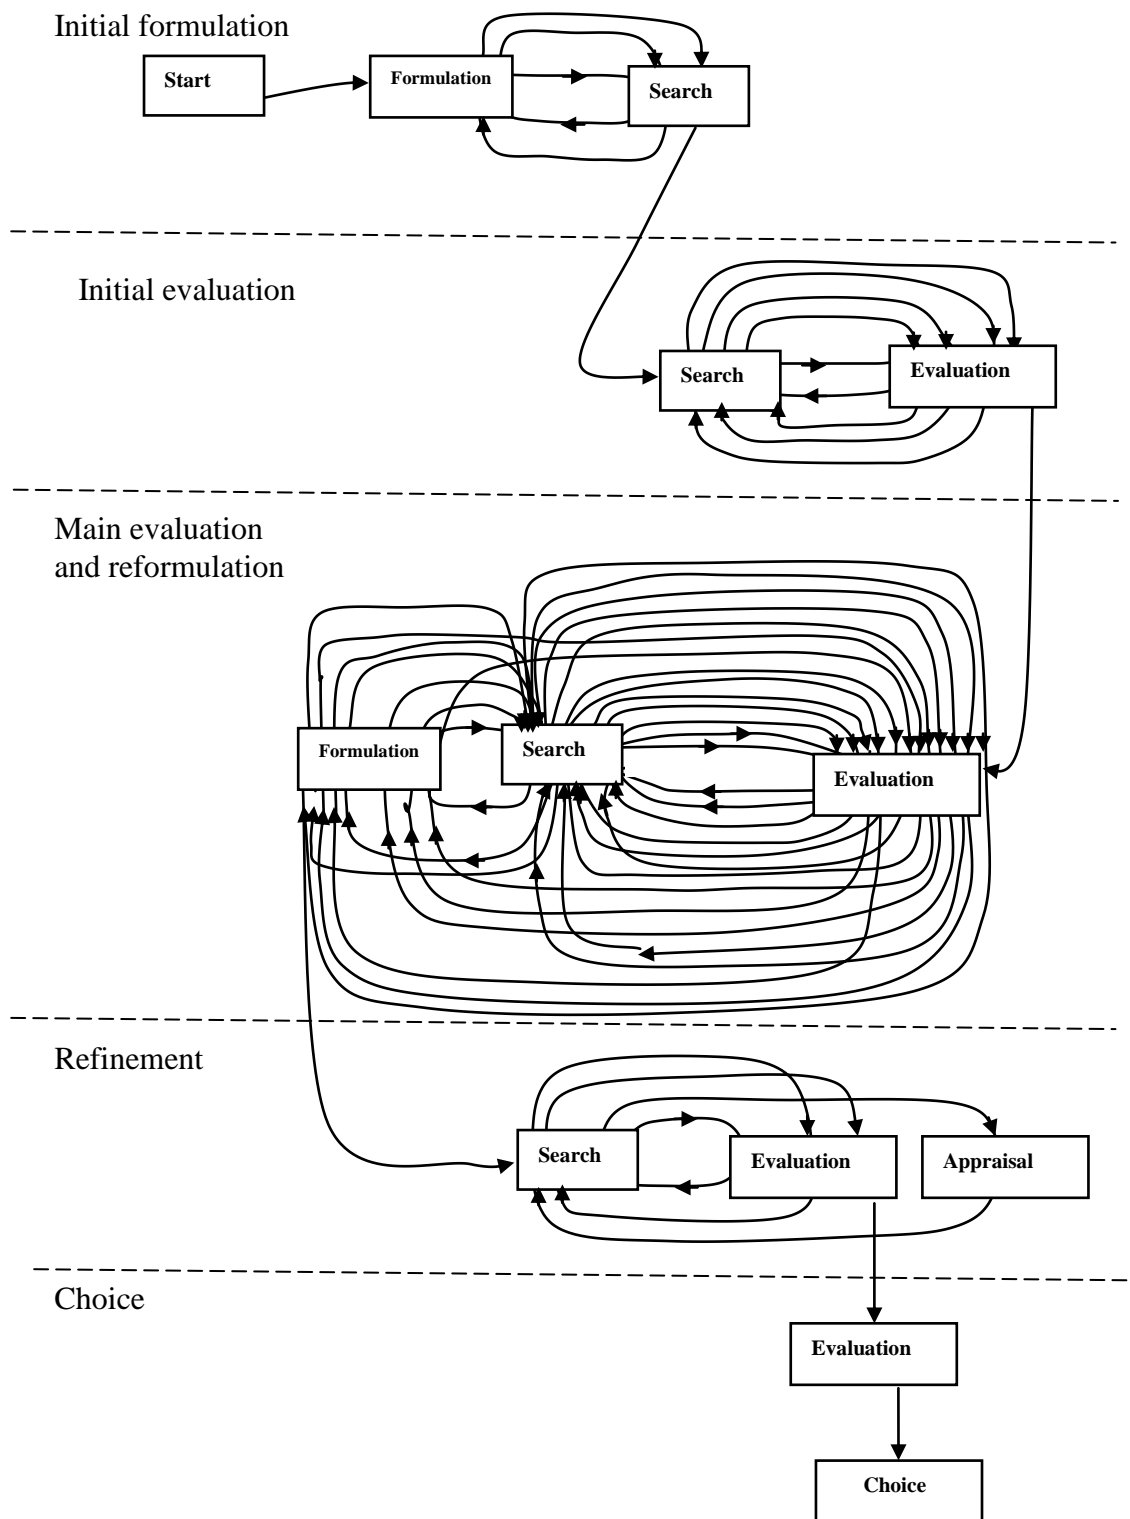 Initial formulation
Start
Formulation
Search
Initial evaluation
Search
Evaluation
Main evaluation
and reformulation
Formulation
Search
Evaluation
Refinement
Search
Evaluation
Appraisal
Choice
Evaluation
Choice